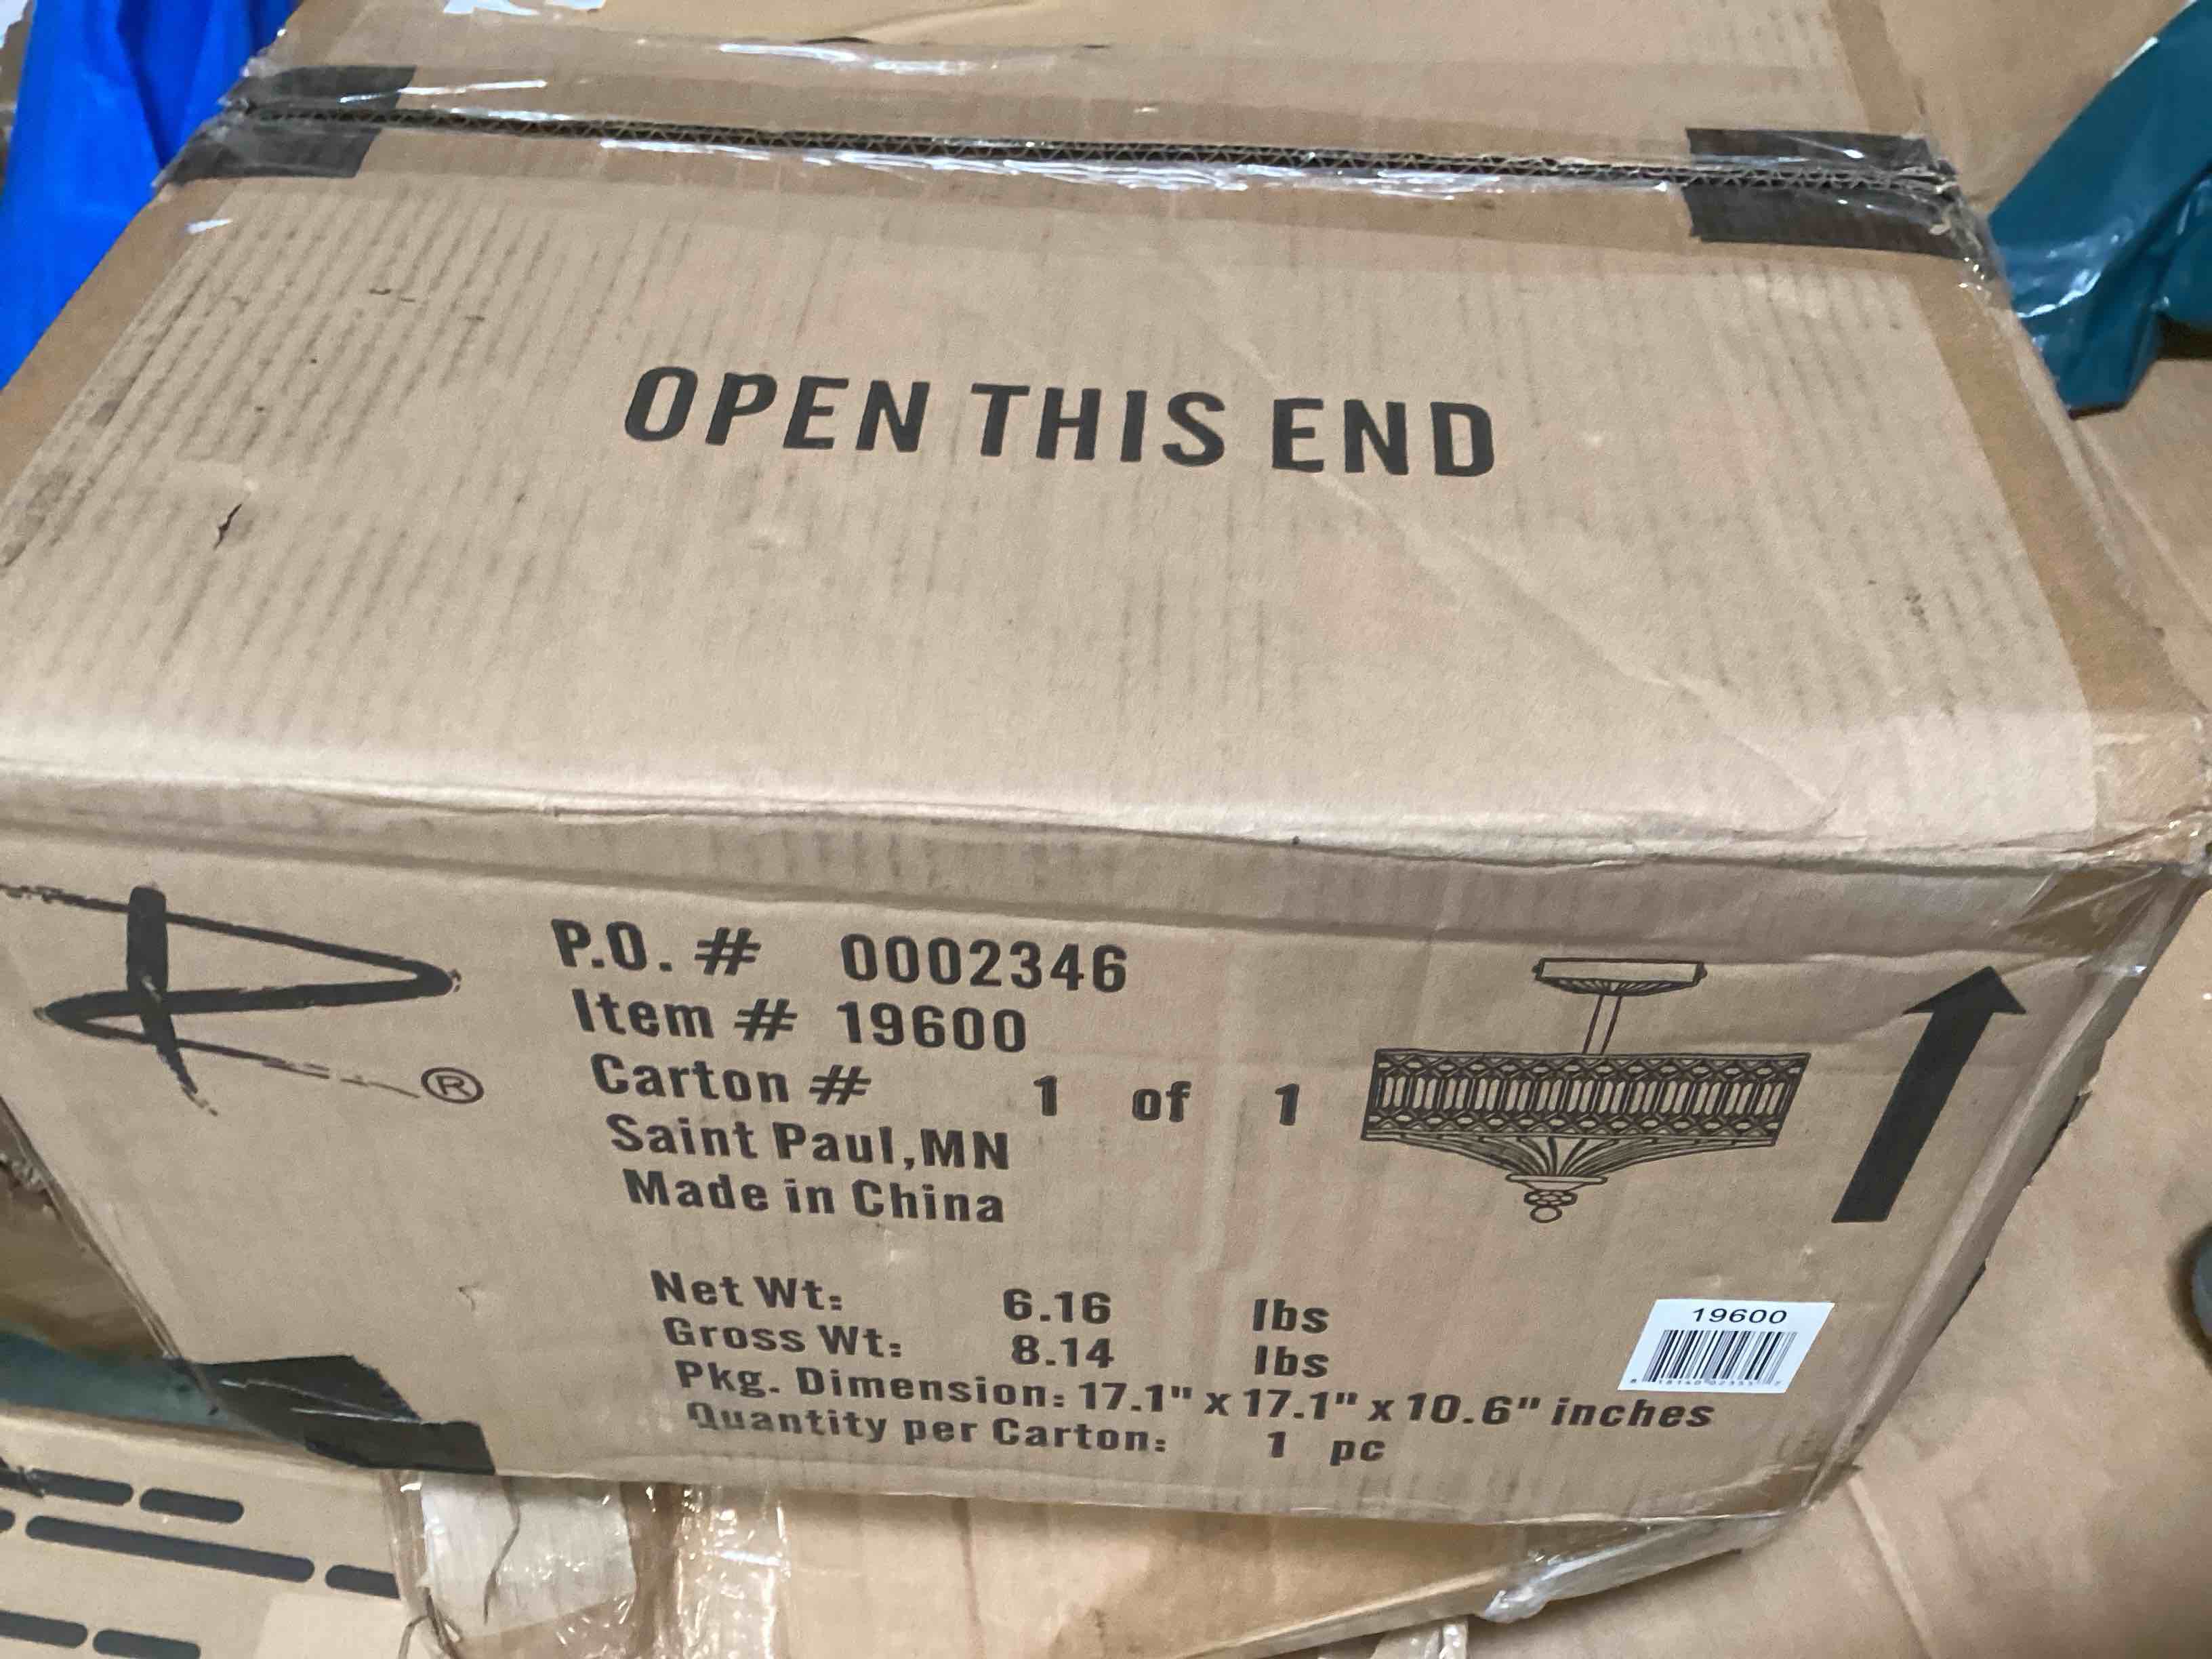 OPEN THIS END
®
P.O. # 0002346
Item # 19600
Carton # 1 of 1
Saint Paul,MN
Made in China
Net Wt: 6.16 lbs
Gross Wt: 8.14 lbs
Pkg. Dimension: 17.1" x 17.1" x 10.6" inches
Quantity per Carton: 1 pc
19600